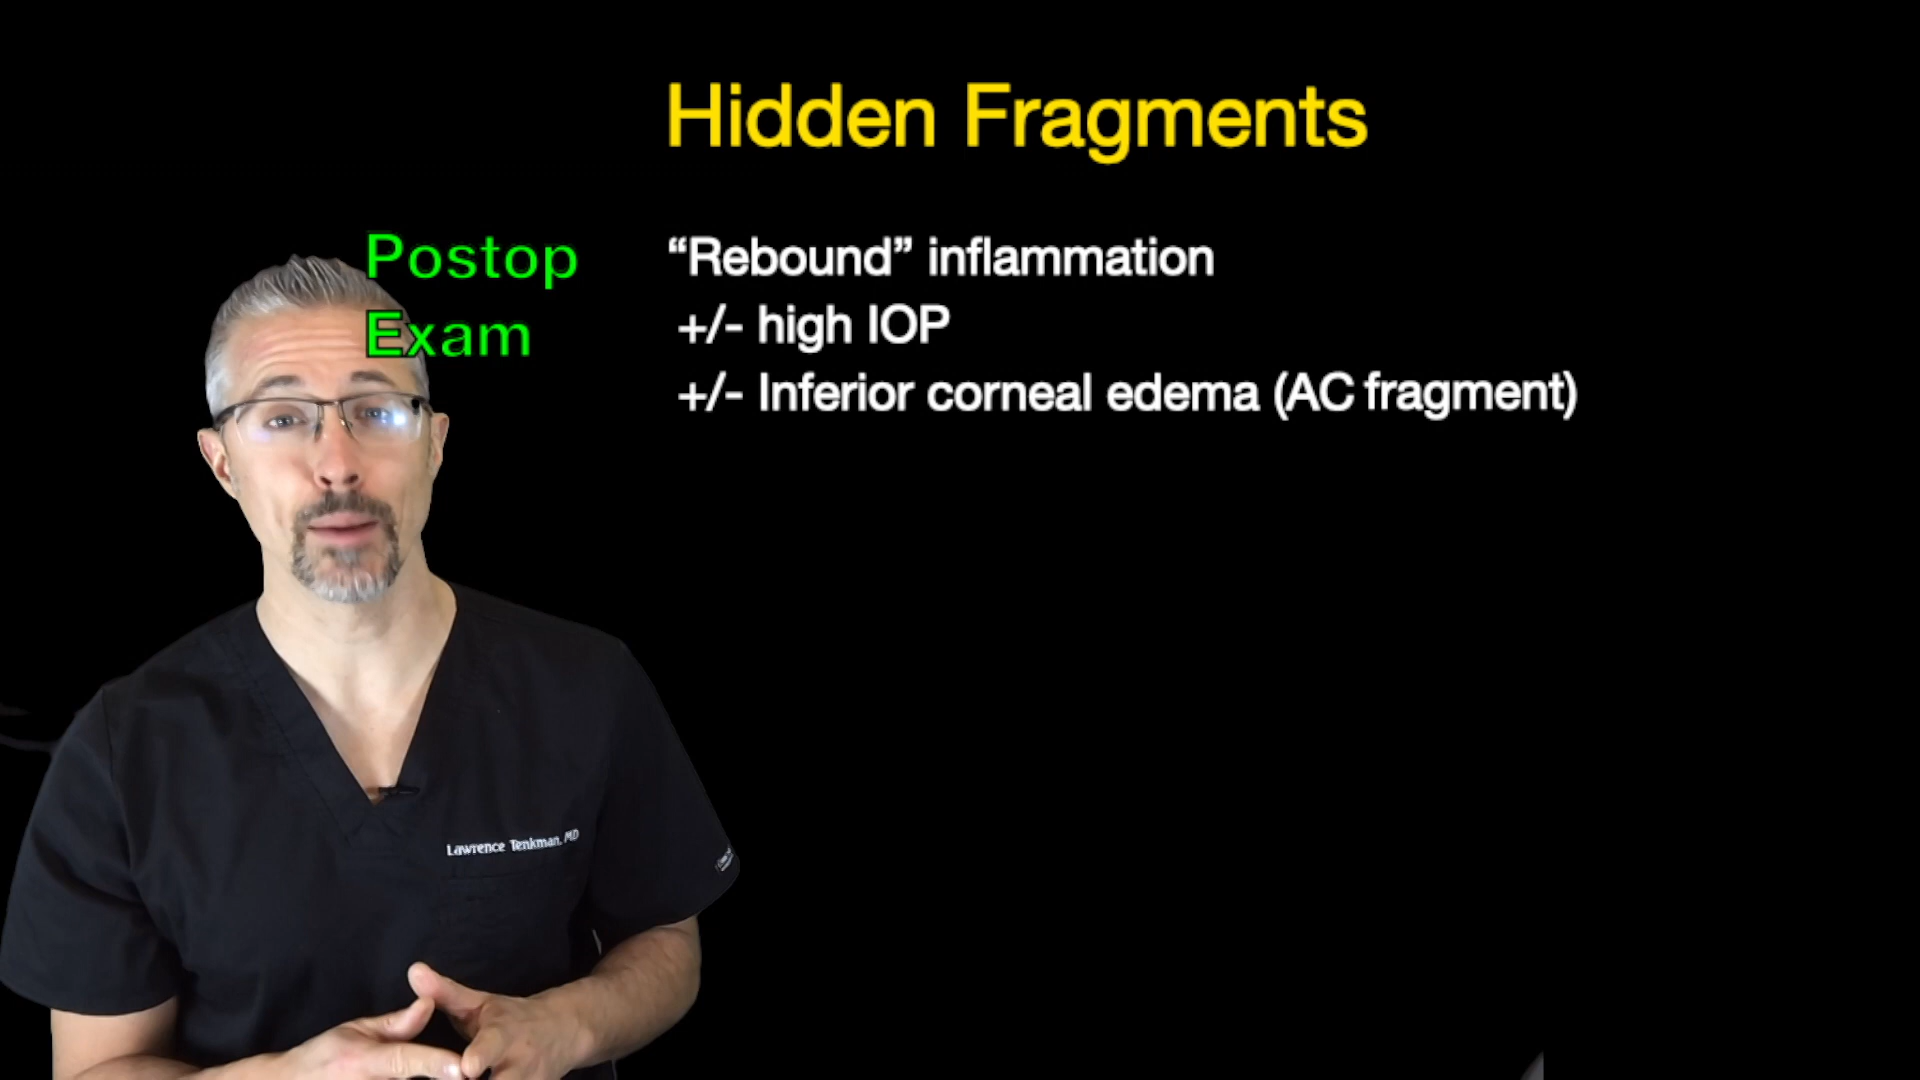 Hidden Fragments
Postop
Exam
“Rebound” inflammation
+/- high IOP
+/- Inferior corneal edema (AC fragment)
Lawrence Tenkman, MD